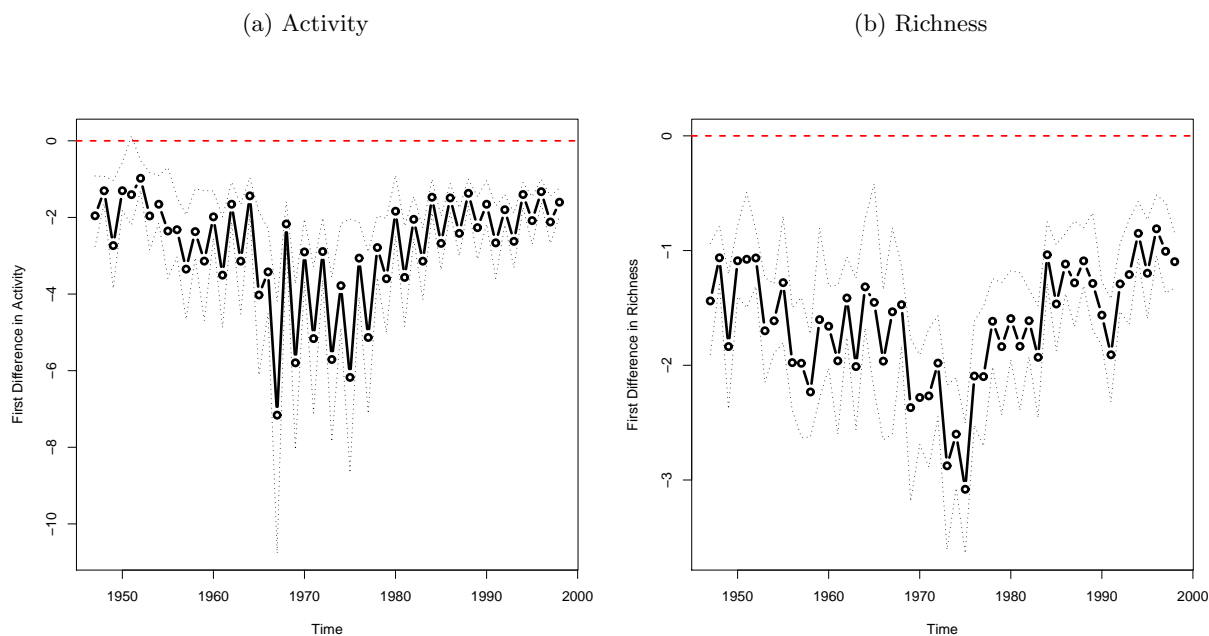 (a) Activity
(b) Richness
0
-2
-4
-6
-8
-10
First Difference in Activity
1950 1960 1970 1980 1990 2000
Time
0
-1
-2
-3
First Difference in Richness
1950 1960 1970 1980 1990 2000
Time